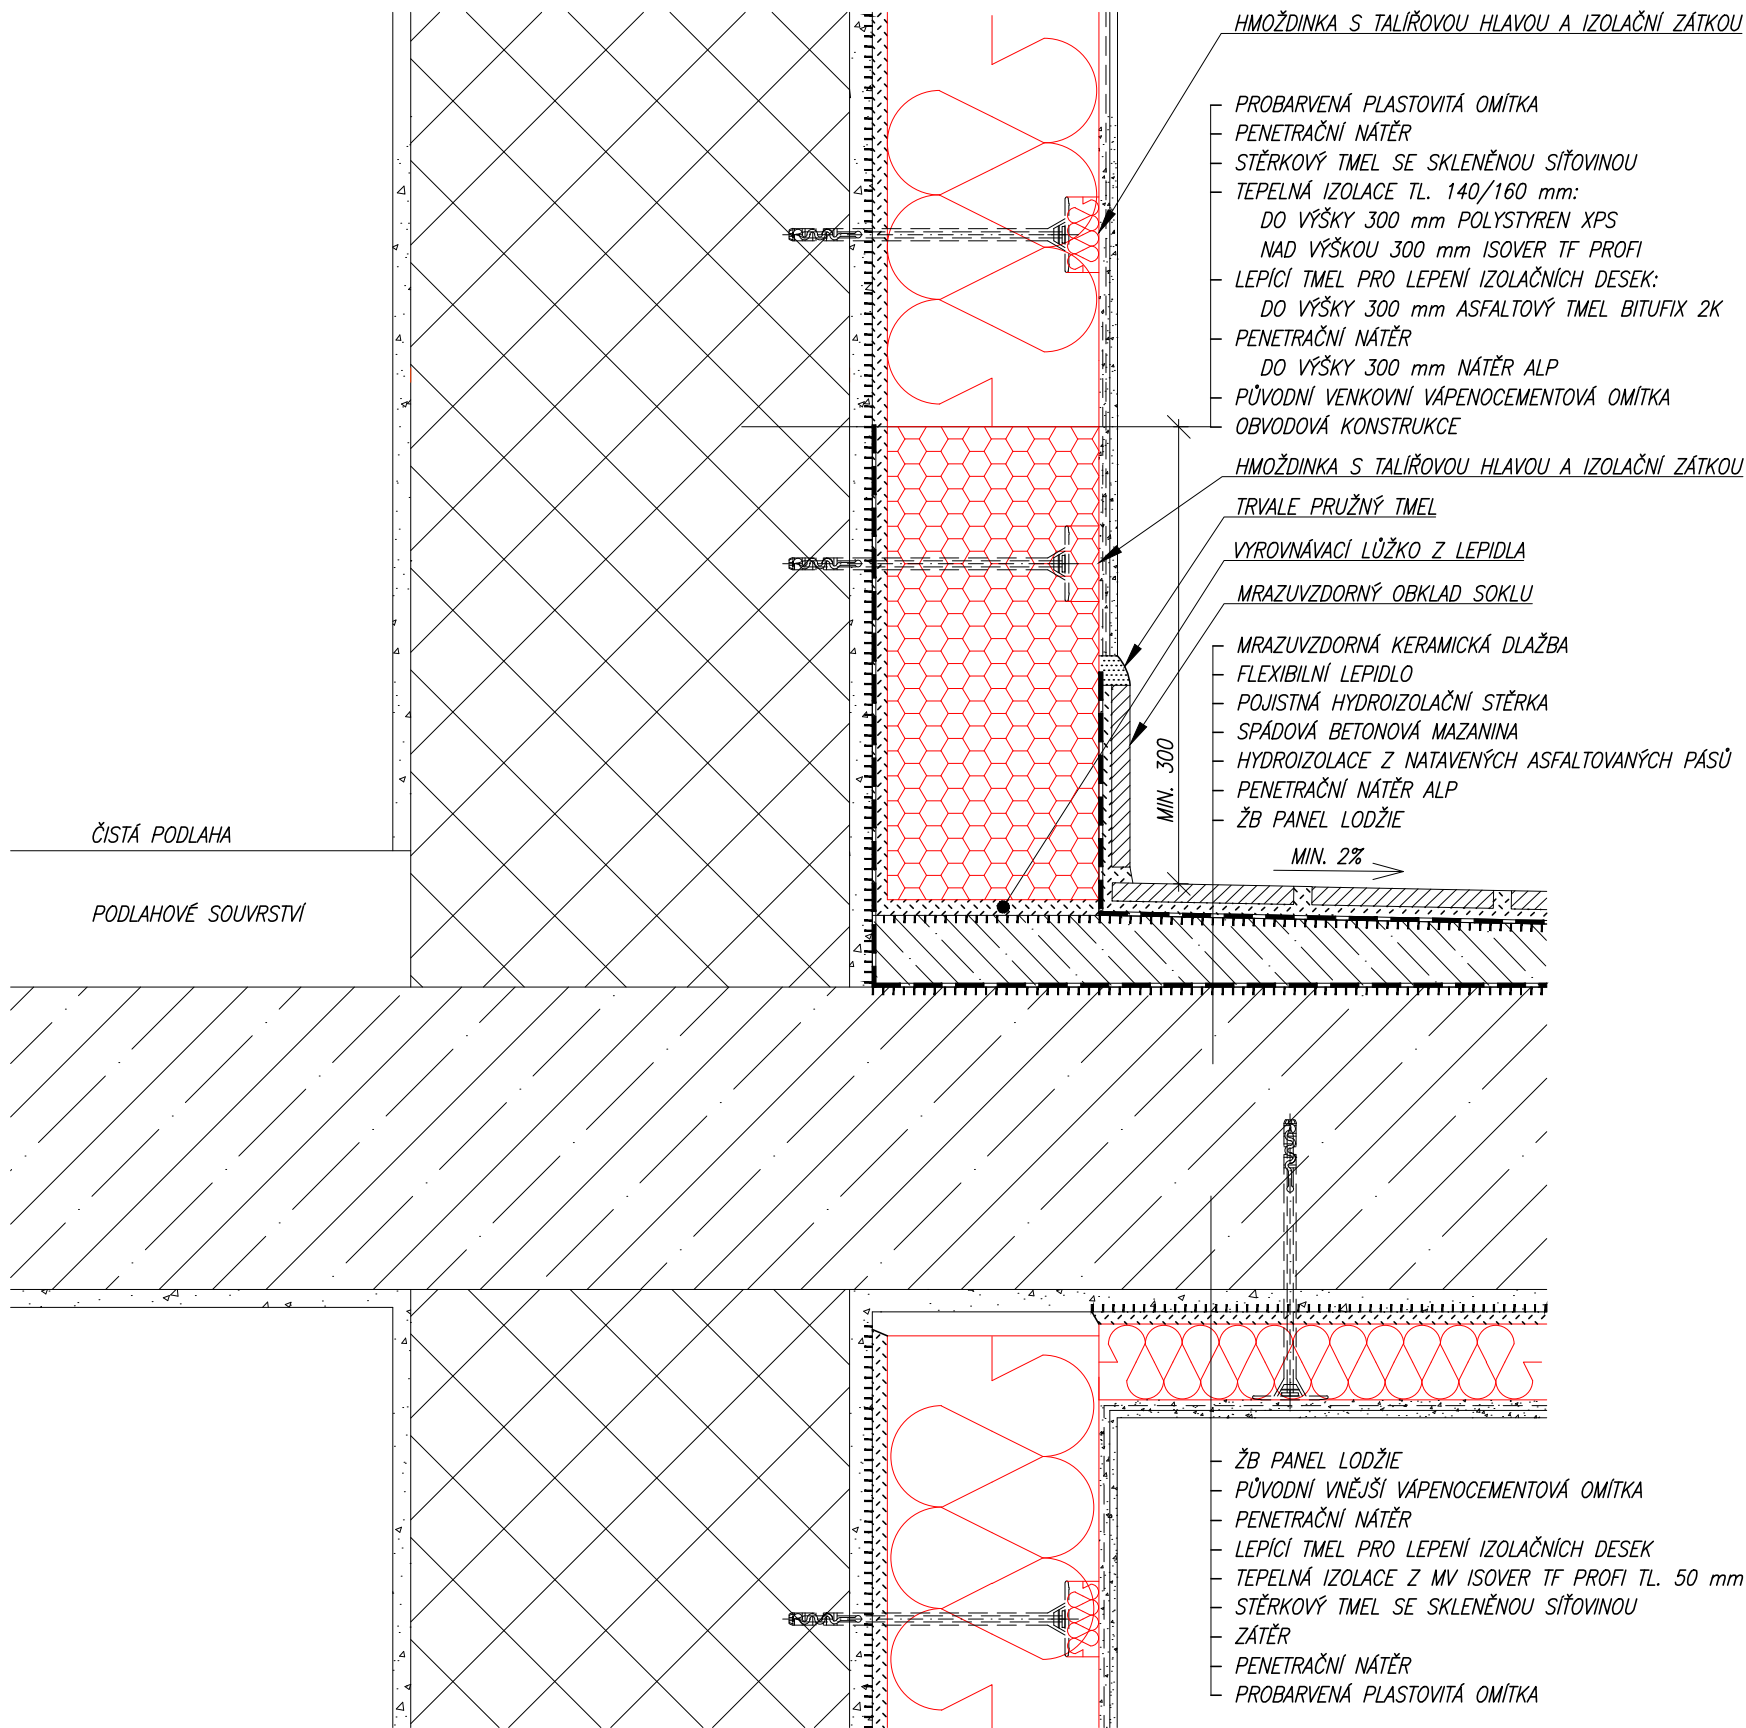 HMOŽDINKA S TALÍŘOVOU HLAVOU A IZOLAČNÍ ZÁTKOU
PROBARVENÁ PLASTOVITÁ OMÍTKA
PENETRAČNÍ NÁTĚR
STĚRKOVÝ TMEL SE SKLENĚNOU SÍŤOVINOU
TEPELNÁ IZOLACE TL. 140/160 mm:
DO VÝŠKY 300 mm POLYSTYREN XPS
NAD VÝŠKOU 300 mm ISOVER TF PROFI
LEPÍCÍ TMEL PRO LEPENÍ IZOLAČNÍCH DESEK:
DO VÝŠKY 300 mm ASFALTOVÝ TMEL BITUFIX 2K
PENETRAČNÍ NÁTĚR
DO VÝŠKY 300 mm NÁTĚR ALP
PŮVODNÍ VENKOVNÍ VÁPENOCEMENTOVÁ OMÍTKA
OBVODOVÁ KONSTRUKCE
HMOŽDINKA S TALÍŘOVOU HLAVOU A IZOLAČNÍ ZÁTKOU
TRVALE PRUŽNÝ TMEL
VYROVNÁVACÍ LŮŽKO Z LEPIDLA
MRAZUVZDORNÝ OBKLAD SOKLU
MRAZUVZDORNÁ KERAMICKÁ DLAŽBA
FLEXIBILNÍ LEPIDLO
POJISTNÁ HYDROIZOLAČNÍ STĚRKA
SPÁDOVÁ BETONOVÁ MAZANINA
HYDROIZOLACE Z NATAVENÝCH ASFALTOVANÝCH PÁSŮ
PENETRAČNÍ NÁTĚR ALP
ŽB PANEL LODŽIE
MIN. 300
MIN. 2%
ČISTÁ PODLAHA
PODLAHOVÉ SOUVRSTVÍ
ŽB PANEL LODŽIE
PŮVODNÍ VNĚJŠÍ VÁPENOCEMENTOVÁ OMÍTKA
PENETRAČNÍ NÁTĚR
LEPÍCÍ TMEL PRO LEPENÍ IZOLAČNÍCH DESEK
TEPELNÁ IZOLACE Z MV ISOVER TF PROFI TL. 50 mm
STĚRKOVÝ TMEL SE SKLENĚNOU SÍŤOVINOU
ZÁTĚR
PENETRAČNÍ NÁTĚR
PROBARVENÁ PLASTOVITÁ OMÍTKA